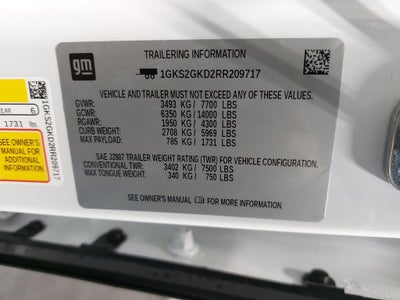 gm
TRAILERING INFORMATION
1GKS2GKD2RR209717
VEHICLE AND TRAILER MUST NOT EXCEED ANY OF THESE VALUES.
GVWR: 3493 KG / 7700 LBS
GCWR: 6350 KG / 14000 LBS
RGAWR: 1950 KG / 4300 LBS
CURB WEIGHT: 2708 KG / 5969 LBS
MAX PAYLOAD: 785 KG / 1731 LBS
SAE J2807 TRAILER WEIGHT RATING (TWR) FOR VEHICLE CONFIGURATION.
CONVENTIONAL TWR: 3402 KG / 7500 LBS
MAX TONGUE WEIGHT: 340 KG / 750 LBS
SEE OWNER'S MANUAL FOR MORE INFORMATION
EAR 6
1731 lbs
SEE OWNER'S
MANUAL FOR
ADDITIONAL
INFORMATION
1GKS2GKD2RR209717